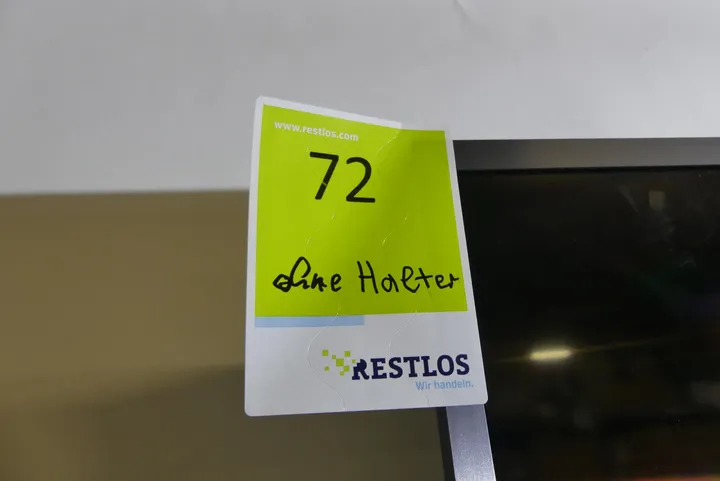 www.restlos.com
72
ohne Halter
RESTLOS
Wir handeln.